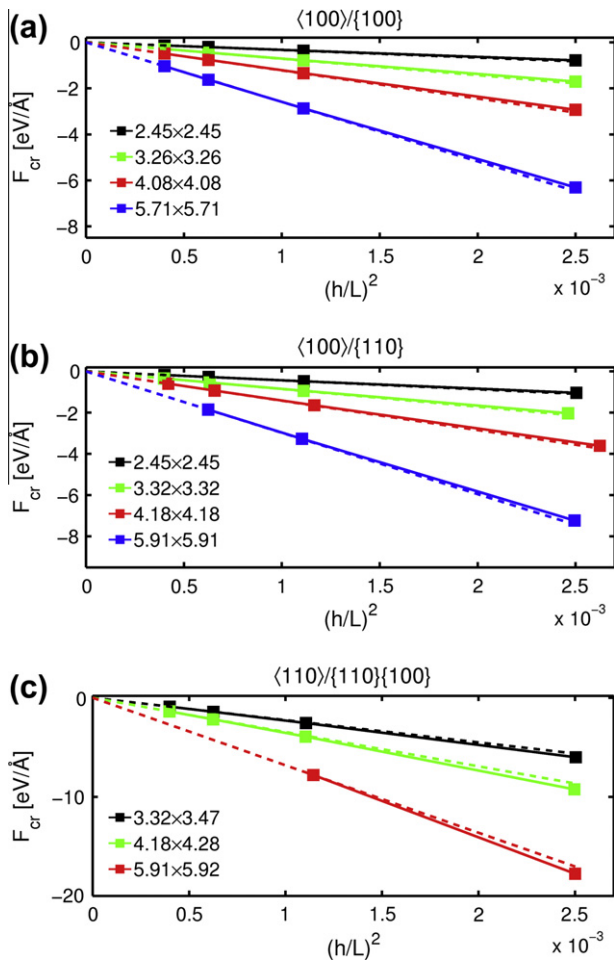 (a)
⟨100⟩/{100}
F_cr [eV/Å]
0
−2
−4
−6
−8
2.45×2.45
3.26×3.26
4.08×4.08
5.71×5.71
0 0.5 1 1.5 2 2.5
x 10⁻³
(h/L)²
(b)
⟨100⟩/{110}
F_cr [eV/Å]
0
−2
−4
−6
−8
2.45×2.45
3.32×3.32
4.18×4.18
5.91×5.91
0 0.5 1 1.5 2 2.5
x 10⁻³
(h/L)²
(c)
⟨110⟩/{110}{100}
F_cr [eV/Å]
0
−10
−20
3.32×3.47
4.18×4.28
5.91×5.92
0 0.5 1 1.5 2 2.5
x 10⁻³
(h/L)²